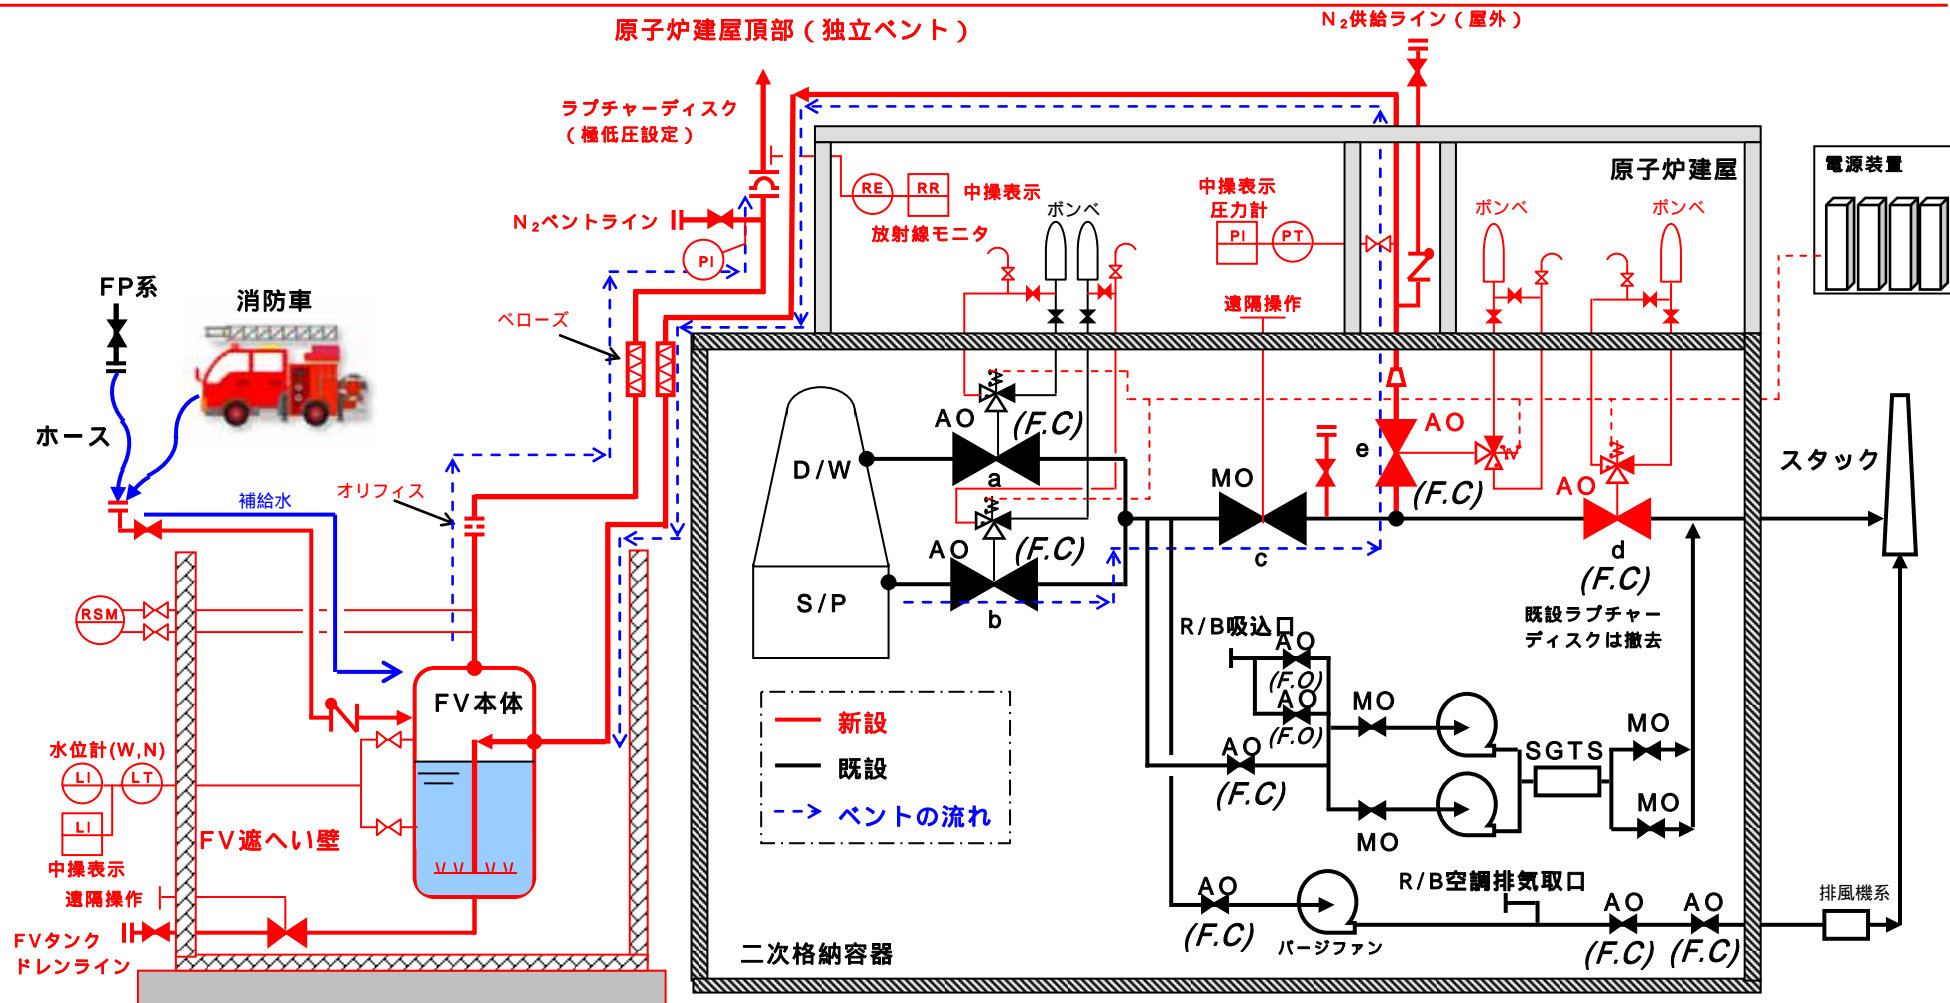 原子炉建屋頂部（独立ベント）
N₂供給ライン（屋外）
ラプチャーディスク
（極低圧設定）
原子炉建屋
電源装置
RE
RR
中操表示
放射線モニタ
ボンベ
中操表示
圧力計
PI
PT
ボンベ
ボンベ
N₂ベントライン
PI
FP系
消防車
ベローズ
遠隔操作
ホース
AO
(F.C)
a
D/W
AO
e
(F.C)
MO
c
AO
d
(F.C)
スタック
オリフィス
補給水
AO
(F.C)
b
S/P
既設ラプチャー
ディスクは撤去
RSM
R/B吸込口
AO
(F.O)
AO
(F.O)
FV本体
新設
既設
ベントの流れ
MO
MO
AO
(F.C)
SGTS
MO
MO
水位計(W,N)
LI
LT
LI
中操表示
FV遮へい壁
遠隔操作
FVタンク
ドレンライン
AO
(F.C)
パージファン
R/B空調排気取口
AO
(F.C)
AO
(F.C)
排風機系
二次格納容器